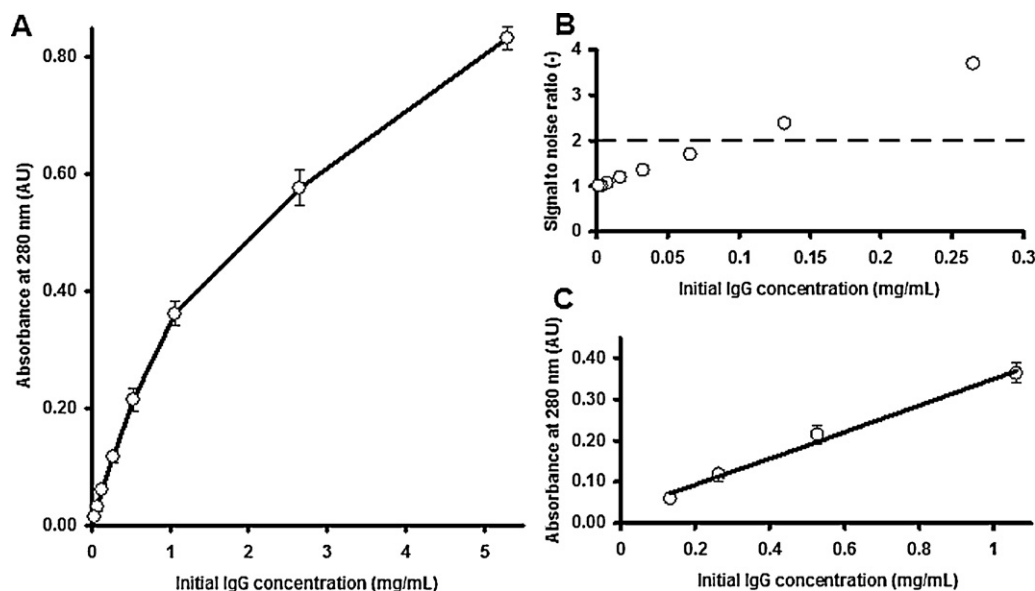 A
Absorbance at 280 nm (AU)
0.80
0.60
0.40
0.20
0.00
0 1 2 3 4 5
Initial IgG concentration (mg/mL)
B
Signal to noise ratio (-)
4
3
2
1
0
0 0.05 0.1 0.15 0.2 0.25 0.3
Initial IgG concentration (mg/mL)
C
Absorbance at 280 nm (AU)
0.40
0.30
0.20
0.10
0.00
0 0.2 0.4 0.6 0.8 1
Initial IgG concentration (mg/mL)